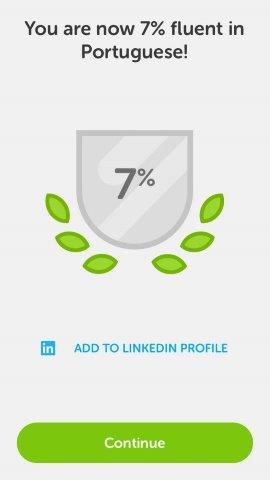 You are now 7% fluent in
Portuguese!
7%
in ADD TO LINKEDIN PROFILE
Continue